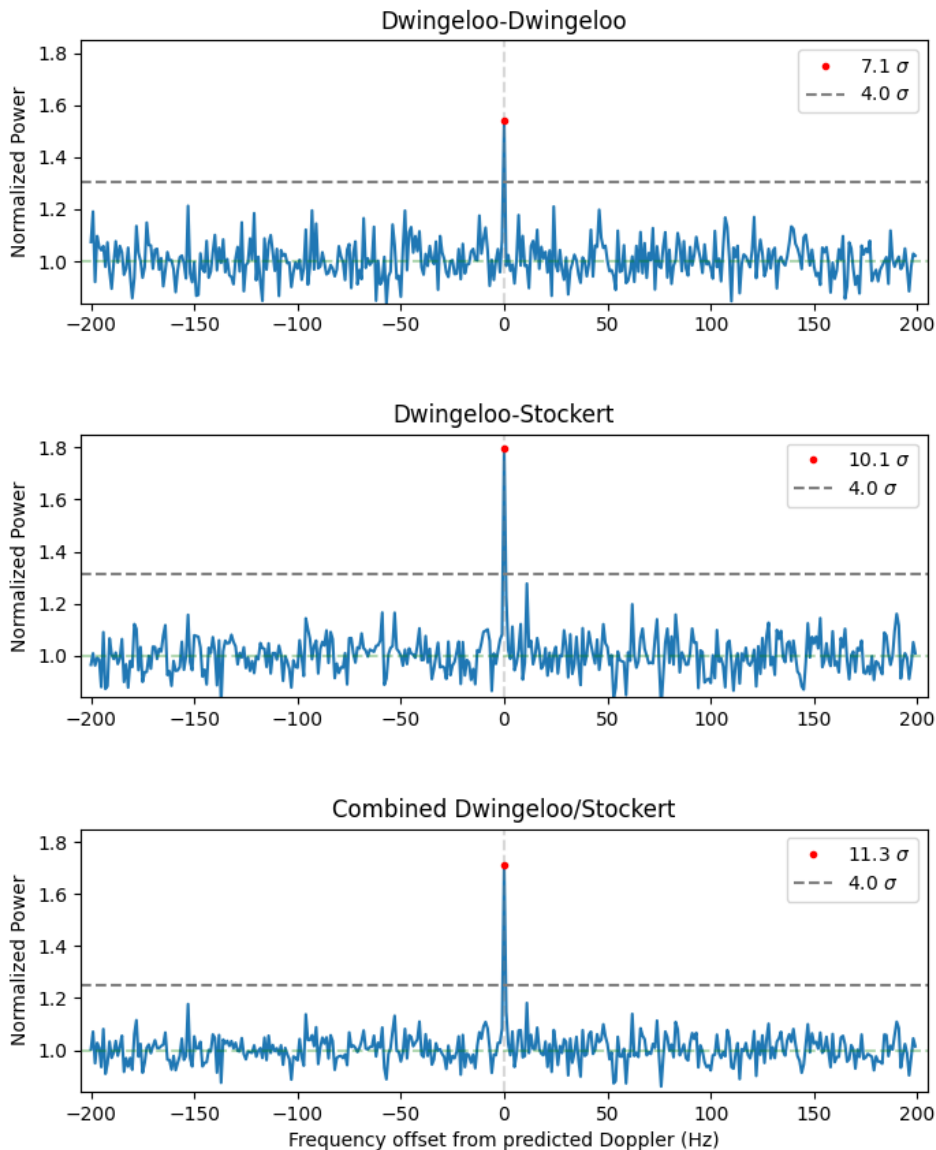 Dwingeloo-Dwingeloo
Normalized Power
1.8
1.6
1.4
1.2
1.0
7.1 σ
4.0 σ
−200 −150 −100 −50 0 50 100 150 200
Dwingeloo-Stockert
Normalized Power
1.8
1.6
1.4
1.2
1.0
10.1 σ
4.0 σ
−200 −150 −100 −50 0 50 100 150 200
Combined Dwingeloo/Stockert
Normalized Power
1.8
1.6
1.4
1.2
1.0
11.3 σ
4.0 σ
−200 −150 −100 −50 0 50 100 150 200
Frequency offset from predicted Doppler (Hz)